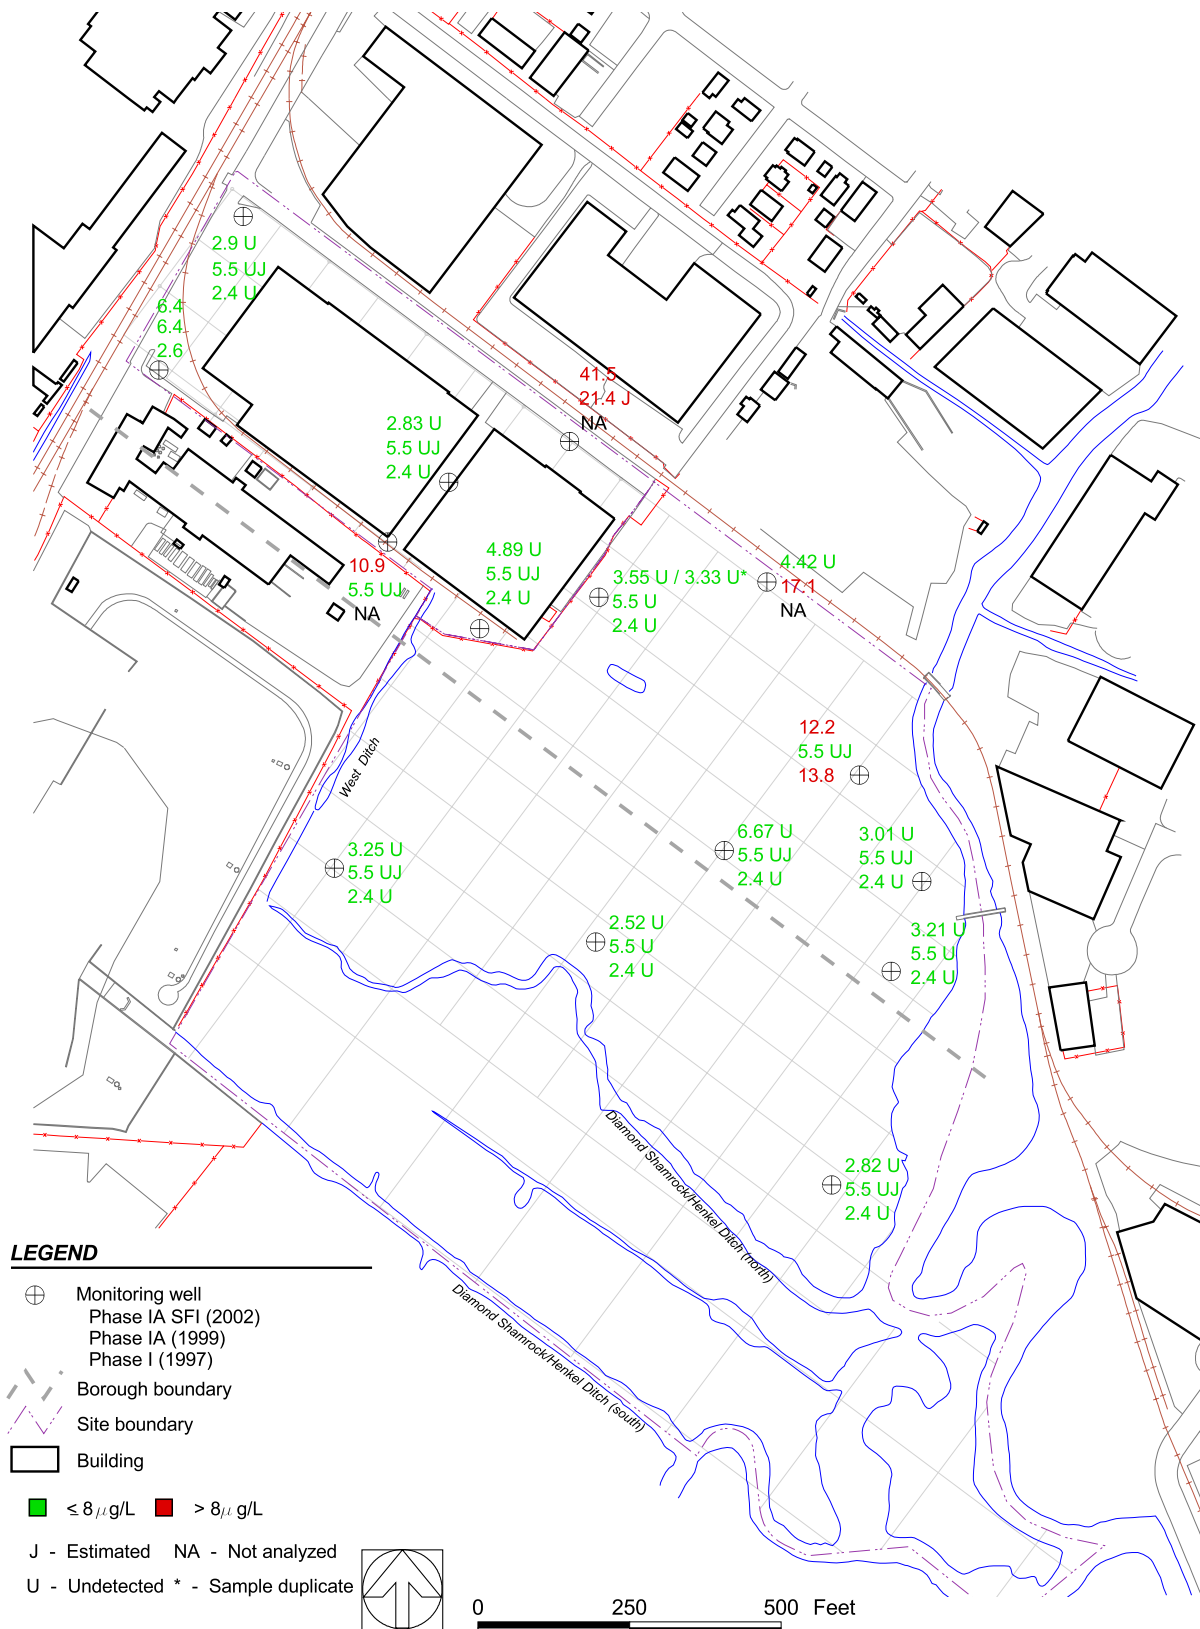 2.9 U
5.5 UJ
2.4 U
6.4
6.4
2.6
41.5
21.4 J
NA
2.83 U
5.5 UJ
2.4 U
10.9
5.5 UJ
NA
4.89 U
5.5 UJ
2.4 U
3.55 U / 3.33 U*
5.5 U
2.4 U
4.42 U
17.1
NA
12.2
5.5 UJ
13.8
West Ditch
3.25 U
5.5 UJ
2.4 U
6.67 U
5.5 UJ
2.4 U
3.01 U
5.5 UJ
2.4 U
2.52 U
5.5 U
2.4 U
3.21 U
5.5 U
2.4 U
Diamond Shamrock/Henkel Ditch (north)
2.82 U
5.5 UJ
2.4 U
Diamond Shamrock/Henkel Ditch (south)
LEGEND
Monitoring well
Phase IA SFI (2002)
Phase IA (1999)
Phase I (1997)
Borough boundary
Site boundary
Building
≤ 8 μg/L > 8 μg/L
J - Estimated NA - Not analyzed
U - Undetected * - Sample duplicate
0 250 500 Feet